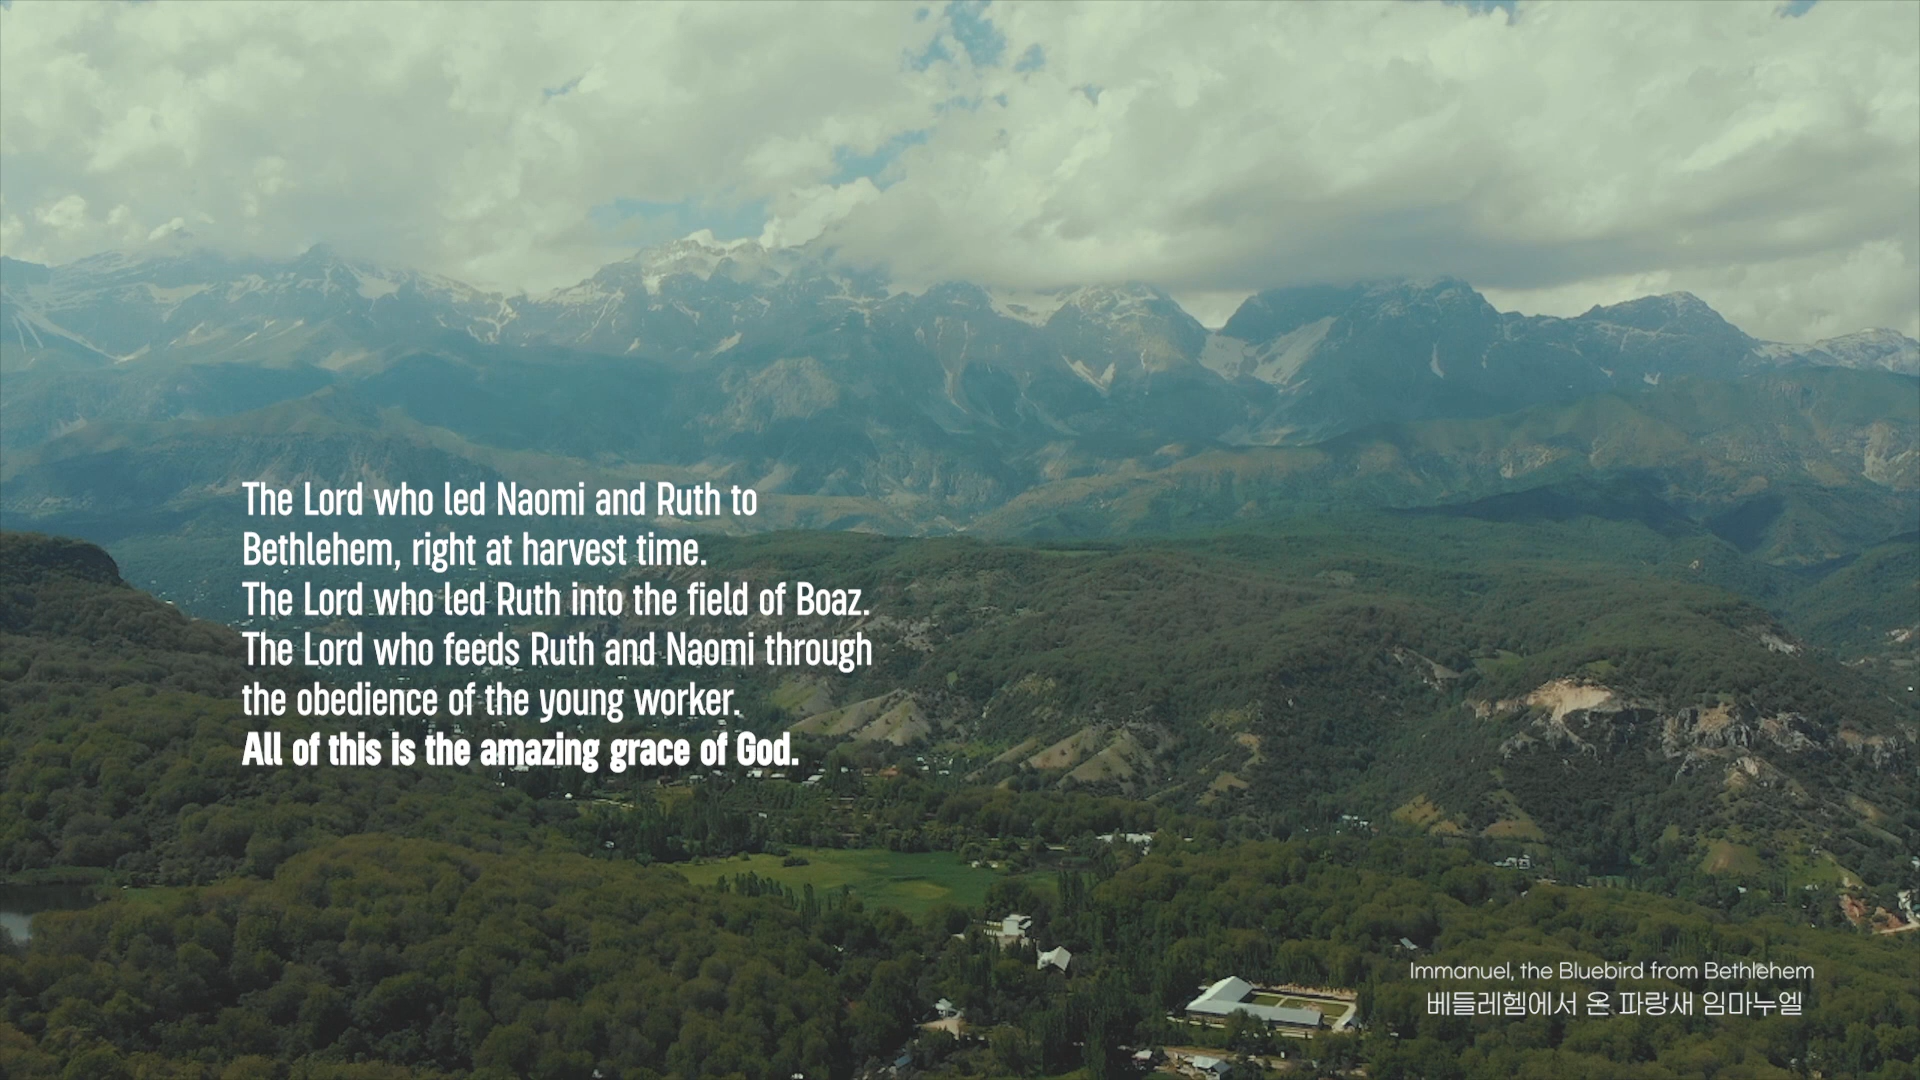 The Lord who led Naomi and Ruth to
Bethlehem, right at harvest time.
The Lord who led Ruth into the field of Boaz.
The Lord who feeds Ruth and Naomi through
the obedience of the young worker.
All of this is the amazing grace of God.
Immanuel, the Bluebird from Bethlehem
베들레헴에서 온 파랑새 임마누엘